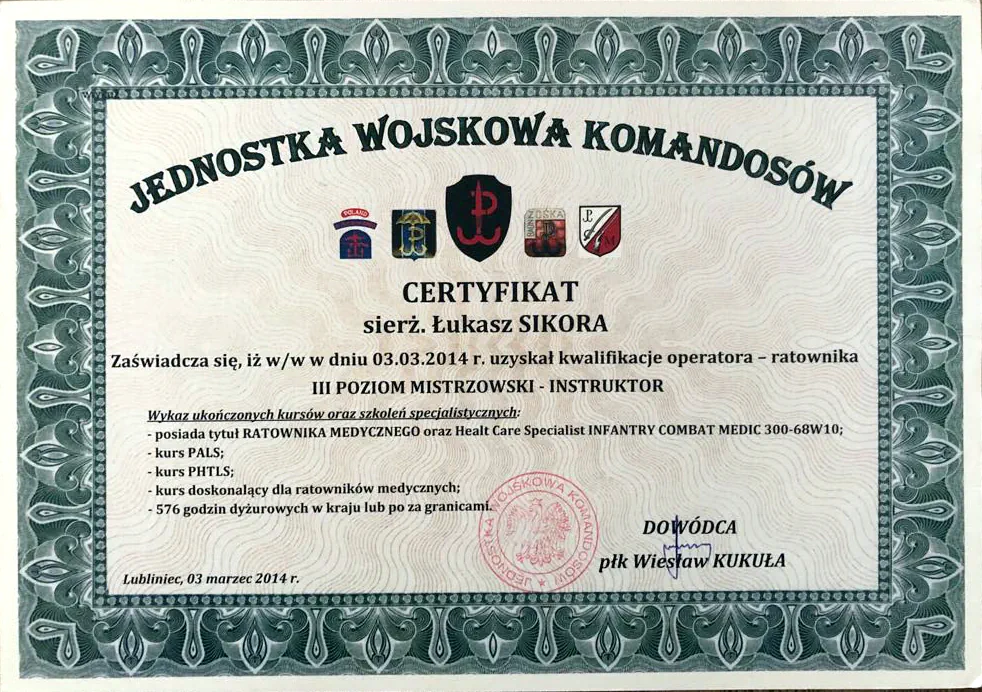 JEDNOSTKA WOJSKOWA KOMANDOSÓW
POLAND
ZOŚKA
CERTYFIKAT
sierż. Łukasz SIKORA
Zaświadcza się, iż w/w w dniu 03.03.2014 r. uzyskał kwalifikacje operatora – ratownika
III POZIOM MISTRZOWSKI - INSTRUKTOR
Wykaz ukończonych kursów oraz szkoleń specjalistycznych:
- posiada tytuł RATOWNIKA MEDYCZNEGO oraz Healt Care Specialist INFANTRY COMBAT MEDIC 300-68W10;
- kurs PALS;
- kurs PHTLS;
- kurs doskonalący dla ratowników medycznych;
- 576 godzin dyżurowych w kraju lub po za granicami.
JEDNOSTKA WOJSKOWA KOMANDOSÓW
DOWÓDCA
płk Wiesław KUKUŁA
Lubliniec, 03 marzec 2014 r.